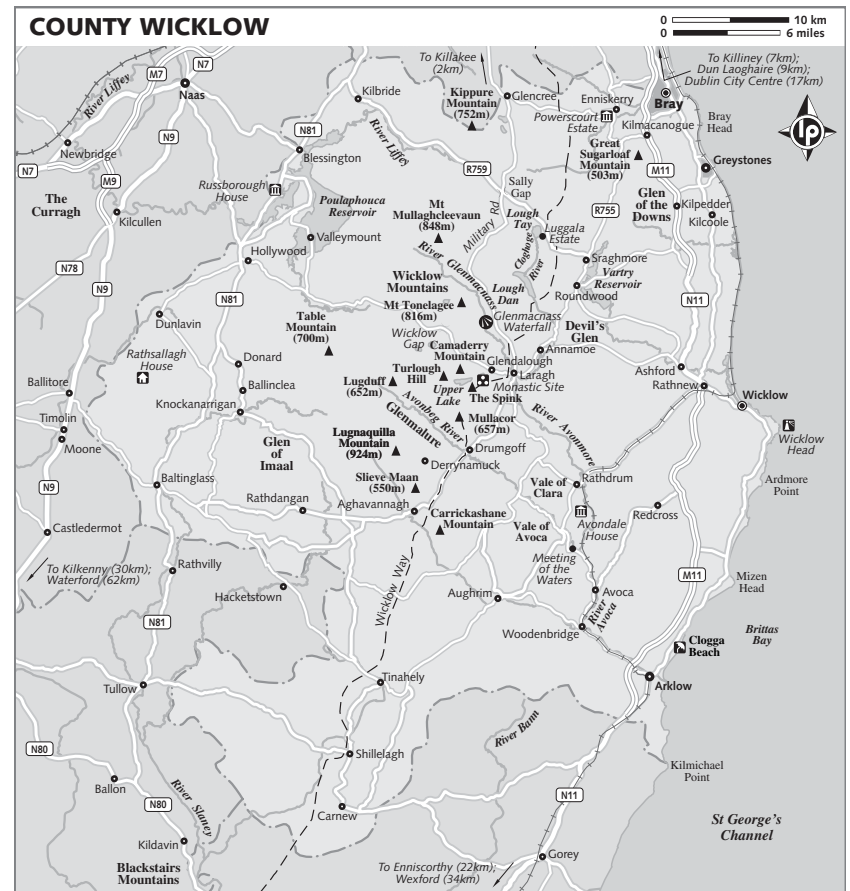 COUNTY WICKLOW
0 10 km
0 6 miles
To Killakee
(2km)
To Killiney (7km);
Dun Laoghaire (9km);
Dublin City Centre (17km)
N7
M7
River Liffey
Naas
Kilbride
Kippure
Mountain
(752m)
Glencree
Enniskerry
Bray
Powerscourt
Estate
Kilmacanogue
Bray
Head
lp
N81
River Liffey
N9
Newbridge
Blessington
Great
Sugarloaf
Mountain
(503m)
M11
Greystones
N7
M9
R759
The
Curragh
Russborough
House
Poulaphouca
Reservoir
Sally
Gap
Glen
of the
Downs
Kilpedder
Kilcoole
Kilcullen
Mt
Mullaghcleevaun
(848m)
Military Rd
Lough
Tay
R755
Luggala
Estate
Valleymount
Cloghoge
River
Hollywood
River Glenmacnass
Sraghmore
N78
Wicklow
Mountains
Lough
Dan
Vartry
Reservoir
Roundwood
N9
N81
Mt Tonelagee
(816m)
N11
Dunlavin
Table
Mountain
(700m)
Glenmacnass
Waterfall
Devil's
Glen
Wicklow
Gap
Camaderry
Mountain
Annamoe
Rathsallagh
House
Donard
Glendalough
Turlough
Hill
Laragh
Ashford
Ballitore
Ballinclea
Lugduff
(652m)
Upper
Lake
Monastic Site
Rathnew
The Spink
Wicklow
Timolin
Knockanarrigan
Avonbeg River
Glenmalure
Mullacor
(657m)
River Avonmore
Wicklow
Head
Moone
Glen
of
Imaal
Lugnaquilla
Mountain
(924m)
Drumgoff
Derrynamuck
Ardmore
Point
Baltinglass
Slieve Maan
(550m)
Vale of
Clara
Rathdrum
N9
Rathdangan
Aghavannagh
Carrickashane
Mountain
Vale of
Avoca
Avondale
House
Redcross
Castledermot
Meeting
of the
Waters
To Kilkenny (30km);
Waterford (62km)
Rathvilly
Wicklow Way
M11
Mizen
Head
Hacketstown
Aughrim
Avoca
N81
River
Avoca
Woodenbridge
Clogga
Beach
Brittas
Bay
Tinahely
Arklow
Tullow
River Bann
N80
Shillelagh
Kilmichael
Point
Ballon
River Slaney
N80
N11
Carnew
St George's
Channel
Kildavin
Blackstairs
Mountains
To Enniscorthy (22km);
Wexford (34km)
Gorey